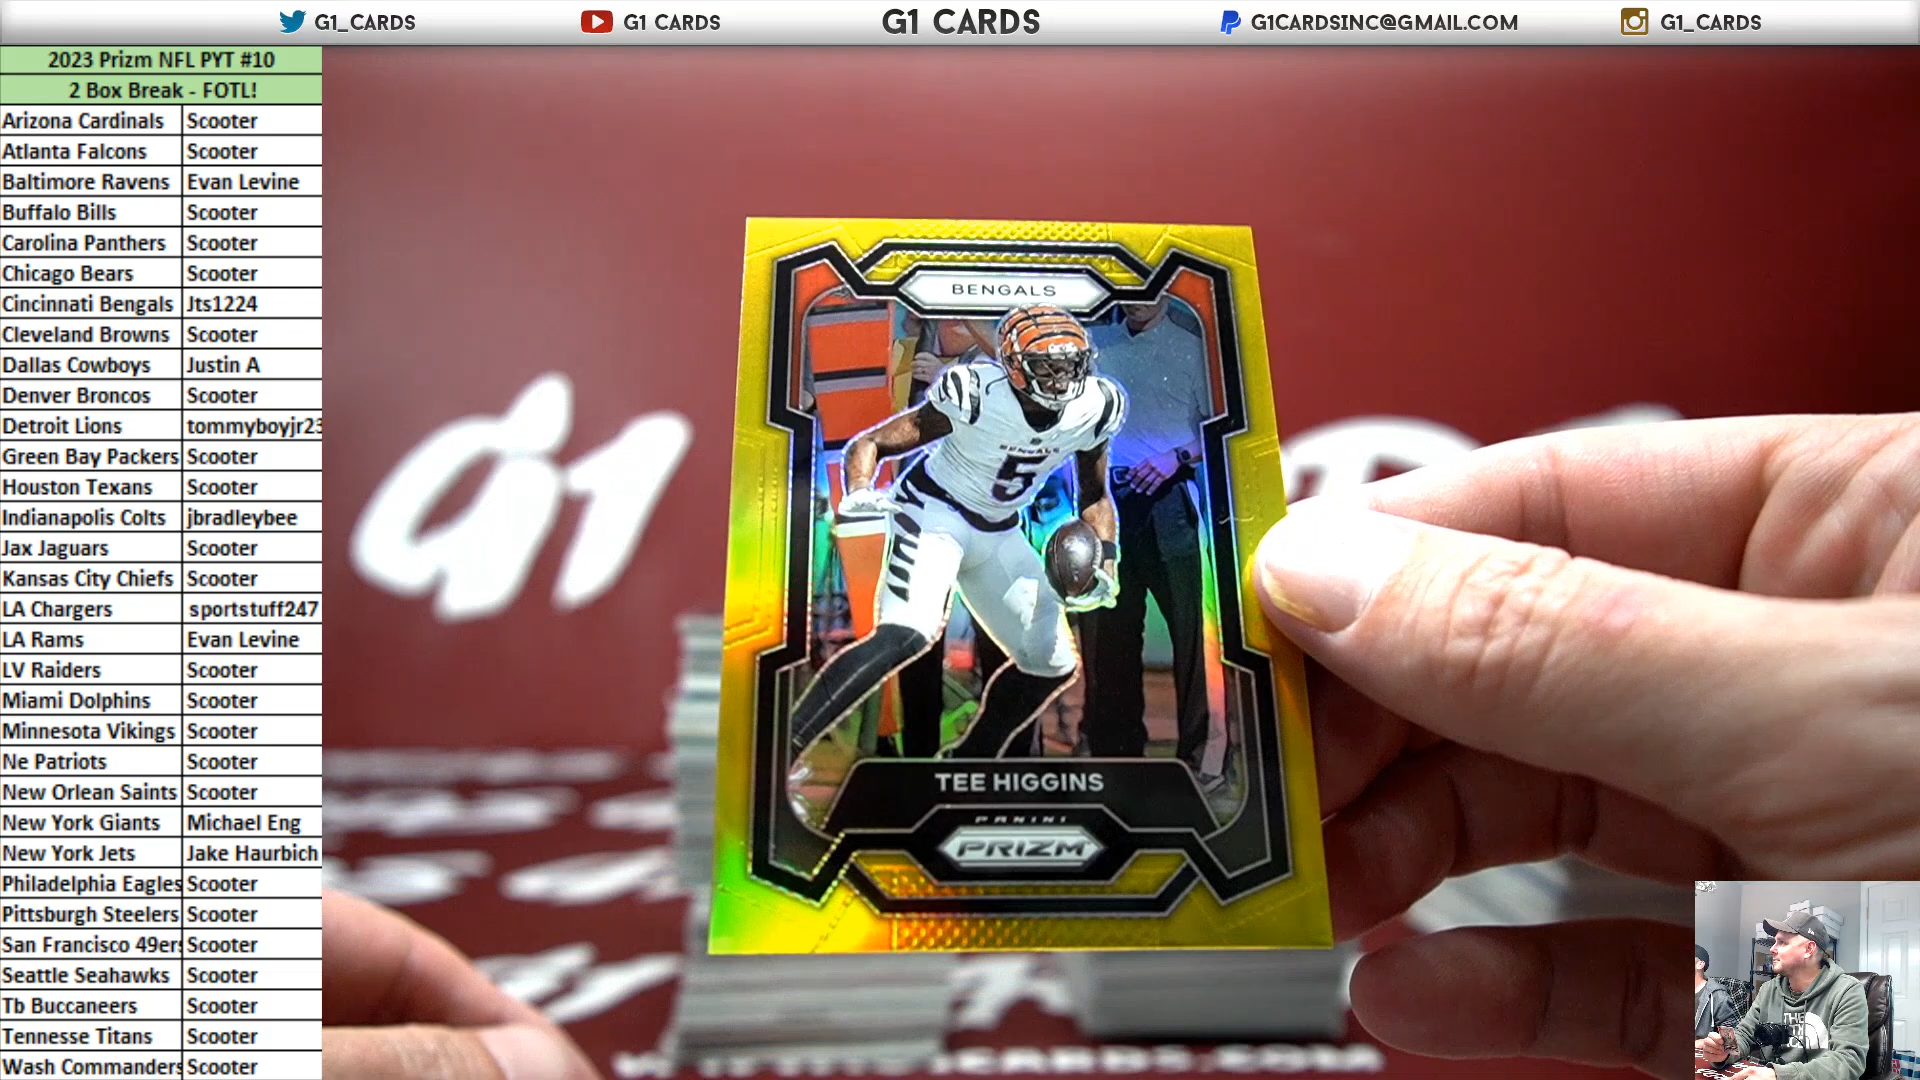 G1_CARDS
G1 CARDS
G1 CARDS
G1CARDSINC@GMAIL.COM
G1_CARDS
2023 Prizm NFL PYT #10
2 Box Break - FOTL!
Arizona Cardinals Scooter
Atlanta Falcons Scooter
Baltimore Ravens Evan Levine
Buffalo Bills Scooter
Carolina Panthers Scooter
Chicago Bears Scooter
Cincinnati Bengals Jts1224
Cleveland Browns Scooter
Dallas Cowboys Justin A
Denver Broncos Scooter
Detroit Lions tommyboyjr23
Green Bay Packers Scooter
Houston Texans Scooter
Indianapolis Colts jbradleybee
Jax Jaguars Scooter
Kansas City Chiefs Scooter
LA Chargers sportstuff247
LA Rams Evan Levine
LV Raiders Scooter
Miami Dolphins Scooter
Minnesota Vikings Scooter
Ne Patriots Scooter
New Orlean Saints Scooter
New York Giants Michael Eng
New York Jets Jake Haurbich
Philadelphia Eagles Scooter
Pittsburgh Steelers Scooter
San Francisco 49ers Scooter
Seattle Seahawks Scooter
Tb Buccaneers Scooter
Tennesse Titans Scooter
Wash Commanders Scooter
G1
BENGALS
BENGALS
5
TEE HIGGINS
PANINI
PRIZM